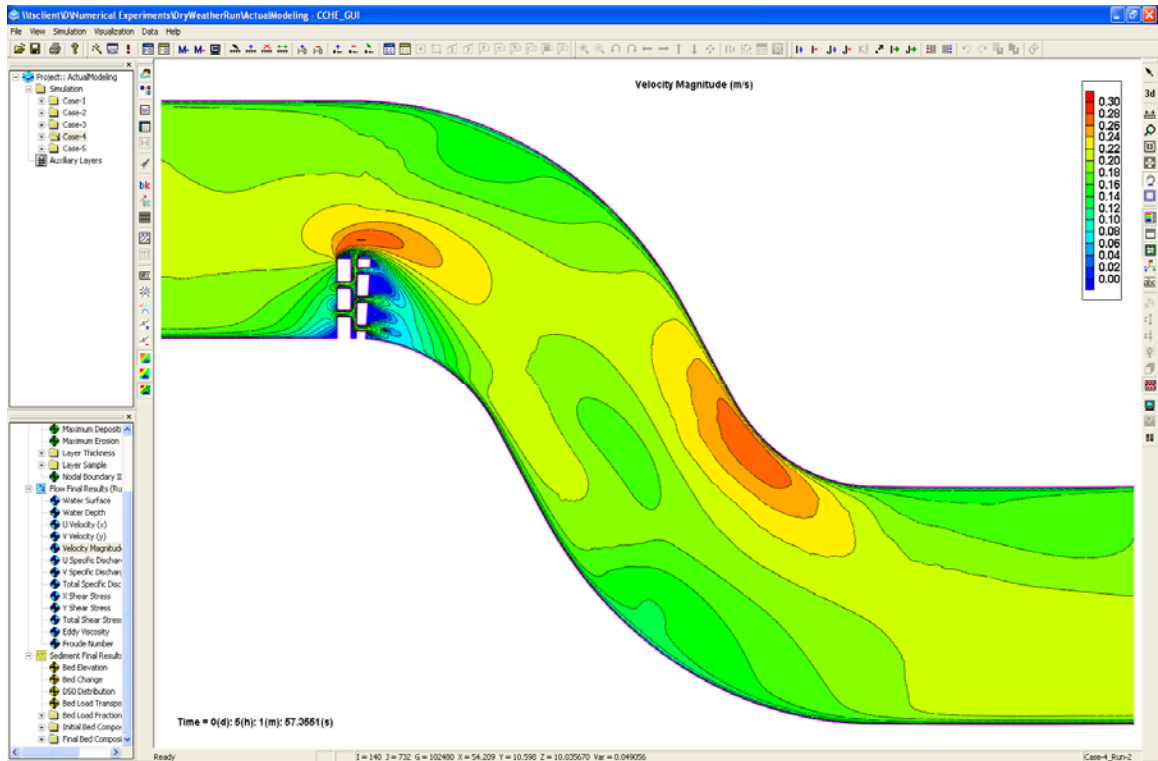 \\tsclient\D\Numerical Experiments\DryWeatherRun\ActualModeling - CCHE_GUI
File View Simulation Visualization Data Help
Project:: ActualModeling
Simulation
Case-1
Case-2
Case-3
Case-4
Case-5
Auxiliary Layers
Maximum Depositi
Maximum Erosion
Layer Thickness
Layer Sample
Nodal Boundary I
Flow Final Results (Ru
Water Surface
Water Depth
U Velocity (x)
V Velocity (y)
Velocity Magnitude
U Specific Dischar
V Specific Discharg
Total Specific Disc
X Shear Stress
Y Shear Stress
Total Shear Stress
Eddy Viscosity
Froude Number
Sediment Final Results
Bed Elevation
Bed Change
D50 Distribution
Bed Load Transpo
Bed Load Fraction
Initial Bed Compos
Final Bed Composi
bk
Velocity Magnitude (m/s)
0.30
0.28
0.26
0.24
0.22
0.20
0.18
0.16
0.14
0.12
0.10
0.08
0.06
0.04
0.02
0.00
3d
abc
Time = 0(d): 5(h): 1(m): 57.3551(s)
Ready
I = 140 J = 732 G = 102480 X = 54.209 Y = 10.598 Z = 10.035670 Var = 0.049056
Case-4_Run-2